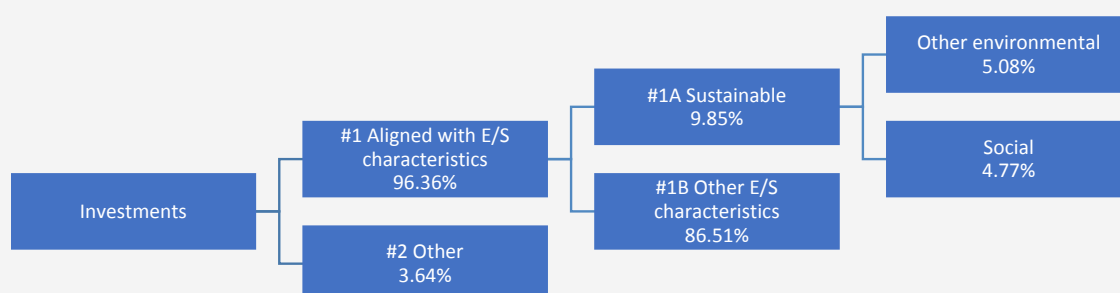 Investments
#1 Aligned with E/S
characteristics
96.36%
#2 Other
3.64%
#1A Sustainable
9.85%
#1B Other E/S
characteristics
86.51%
Other environmental
5.08%
Social
4.77%